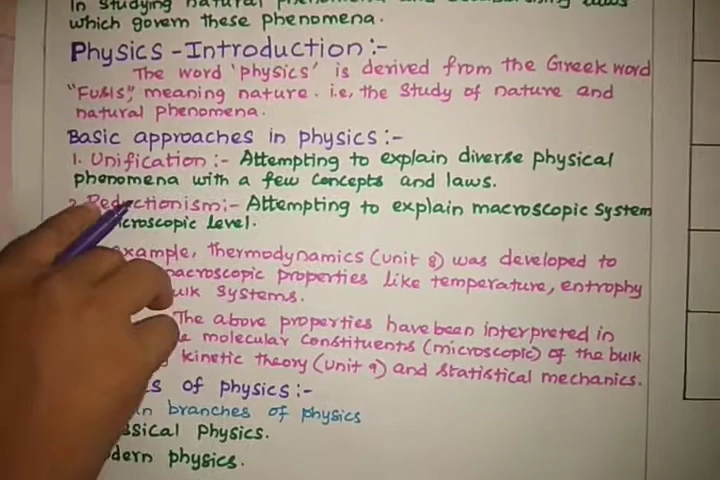 In studying natural
which govern these phenomena.
Physics - Introduction :-
The word 'physics' is derived from the Greek word
"Fusis", meaning nature. i.e, the study of nature and
natural phenomena.
Basic approaches in physics :-
1. Unification :- Attempting to explain diverse physical
phenomena with a few concepts and laws.
2. Reductionism :- Attempting to explain macroscopic system
microscopic level.
example, thermodynamics (unit 8) was developed to
macroscopic properties like temperature, entrophy
bulk systems.
The above properties have been interpreted in
molecular constituents (microscopic) of the bulk
kinetic theory (unit 9) and statistical mechanics.
of physics :-
branches of physics
classical Physics.
modern physics.